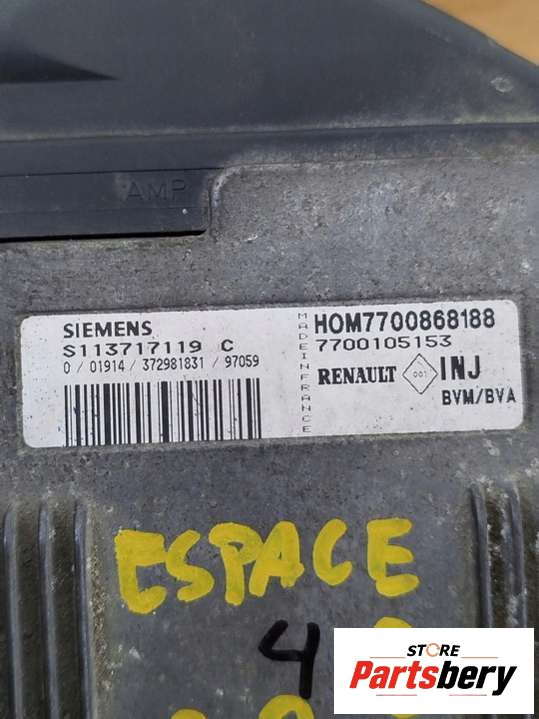 AMP
SIEMENS
S113717119 C
0 / 01914 / 372981831 / 97059
MADE IN FRANCE
HOM7700868188
7700105153
RENAULT 001 INJ
BVM/BVA
ESPACE
4
STORE
Partsbery